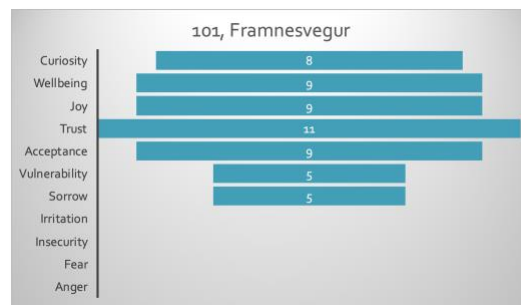 101, Framnesvegur
Curiosity 8
Wellbeing 9
Joy 9
Trust 11
Acceptance 9
Vulnerability 5
Sorrow 5
Irritation
Insecurity
Fear
Anger